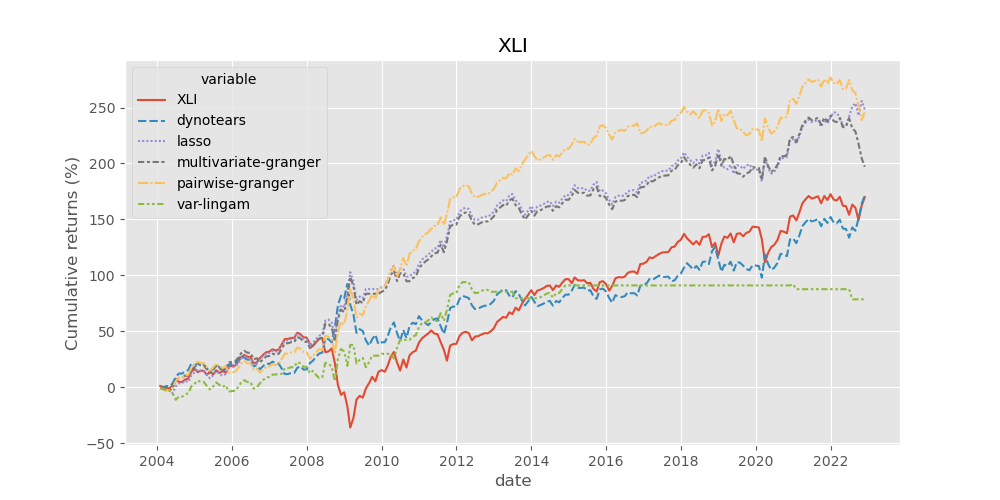 XLI
variable
XLI
dynotears
lasso
multivariate-granger
pairwise-granger
var-lingam
Cumulative returns (%)
250
200
150
100
50
0
−50
2004 2006 2008 2010 2012 2014 2016 2018 2020 2022
date